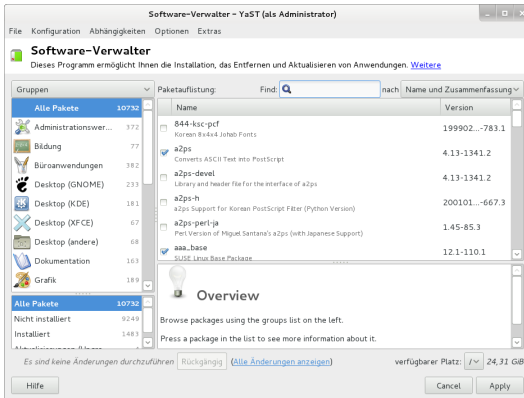 Software-Verwalter - YaST (als Administrator)
File Konfiguration Abhängigkeiten Optionen Extras
Software-Verwalter
Dieses Programm ermöglicht Ihnen die Installation, das Entfernen und Aktualisieren von Anwendungen. Weitere
Gruppen
Alle Pakete 10732
Administrationswer... 372
Bildung 77
Büroanwendungen 382
Desktop (GNOME) 233
Desktop (KDE) 181
Desktop (XFCE) 67
Desktop (andere) 68
Dokumentation 163
Grafik 189
Alle Pakete 10732
Nicht installiert 9249
Installiert 1483
Paketauflistung: Find: nach Name und Zusammenfassung
Name Version
844-ksc-pcf 199902...-783.1
Korean 8x4x4 Johab Fonts
a2ps 4.13-1341.2
Converts ASCII Text into PostScript
a2ps-devel 4.13-1341.2
Library and header file for the interface of a2ps
a2ps-h 200101...-667.3
a2ps Support for Korean PostScript Filter (Python Version)
a2ps-perl-ja 1.45-85.3
Perl Version of Miguel Santana's a2ps (with Japanese Support)
aaa_base 12.1-110.1
SUSE Linux Base Package
Overview
Browse packages using the groups list on the left.
Press a package in the list to see more information about it.
Es sind keine Änderungen durchzuführen Rückgängig (Alle Änderungen anzeigen) verfügbarer Platz: / 24,31 GiB
Hilfe Cancel Apply